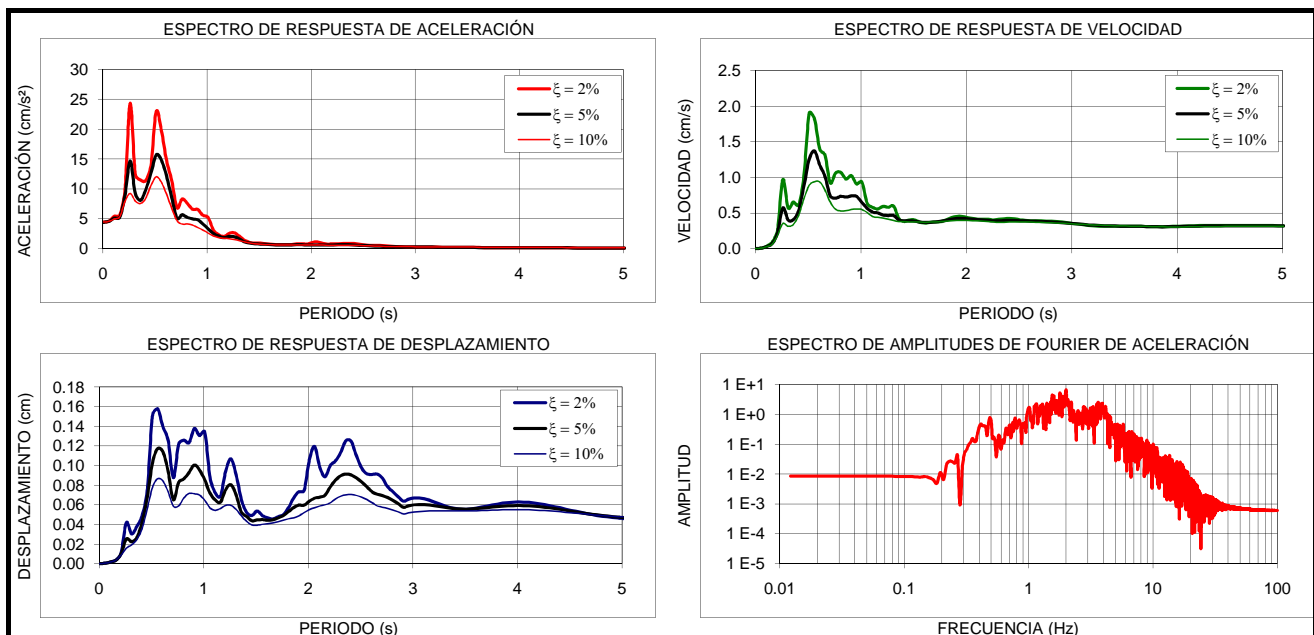 ESPECTRO DE RESPUESTA DE ACELERACIÓN
ACELERACIÓN (cm/s²)
30
25
20
15
10
5
0
0 1 2 3 4 5
PERIODO (s)
ξ = 2%
ξ = 5%
ξ = 10%
ESPECTRO DE RESPUESTA DE VELOCIDAD
VELOCIDAD (cm/s)
2.5
2.0
1.5
1.0
0.5
0.0
0 1 2 3 4 5
PERIODO (s)
ξ = 2%
ξ = 5%
ξ = 10%
ESPECTRO DE RESPUESTA DE DESPLAZAMIENTO
DESPLAZAMIENTO (cm)
0.18
0.16
0.14
0.12
0.10
0.08
0.06
0.04
0.02
0.00
0 1 2 3 4 5
PERIODO (s)
ξ = 2%
ξ = 5%
ξ = 10%
ESPECTRO DE AMPLITUDES DE FOURIER DE ACELERACIÓN
AMPLITUD
1 E+1
1 E+0
1 E-1
1 E-2
1 E-3
1 E-4
1 E-5
0.01 0.1 1 10 100
FRECUENCIA (Hz)